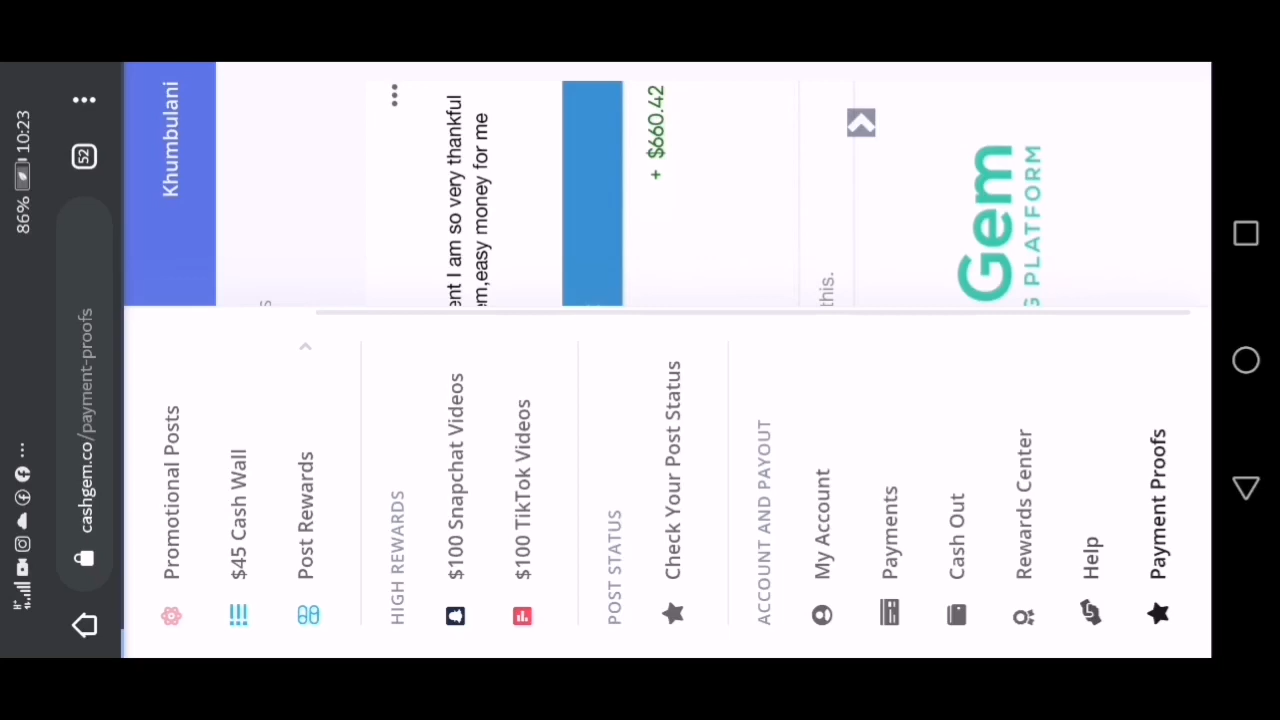 86% 10:23
cashgem.co/payment-proofs
52
Khumbulani
Promotional Posts
$45 Cash Wall
Post Rewards
HIGH REWARDS
$100 Snapchat Videos
$100 TikTok Videos
POST STATUS
Check Your Post Status
ACCOUNT AND PAYOUT
My Account
Payments
Cash Out
Rewards Center
Help
Payment Proofs
ent I am so very thankful
m,easy money for me
+ $660.42
this.
Gem
PLATFORM